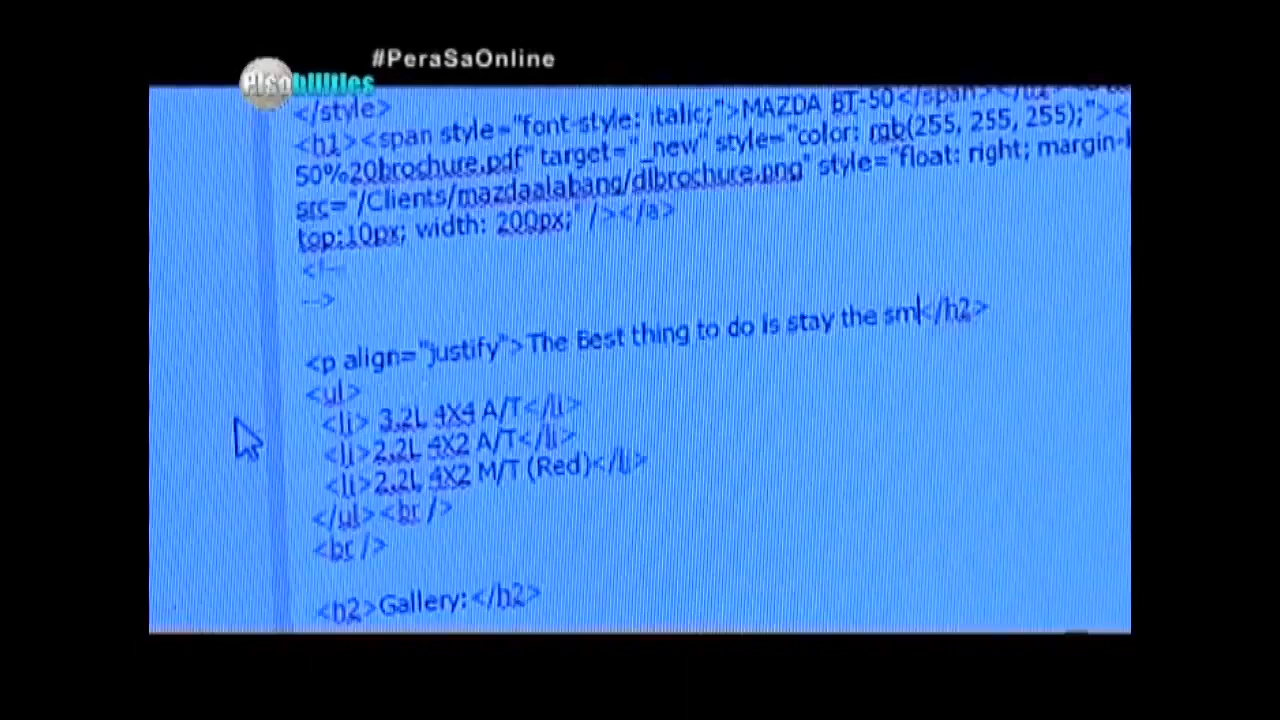 #PeraSaOnline
Pisobilities
</style>
<h1><span style="font-style: italic;">MAZDA BT-50</span></h1>
50%20brochure.pdf" target="_new" style="color: rgb(255, 255, 255);"><
src="/Clients/mazdaalabang/dlbrochure.png" style="float: right; margin-
top:10px; width: 200px;" /></a>
<!--
-->
<p align="justify">The Best thing to do is stay the sm</h2>
<ul>
<li> 3.2L 4X4 A/T</li>
<li>2.2L 4X2 A/T</li>
<li>2.2L 4X2 M/T (Red)</li>
</ul><br />
<br />
<h2>Gallery:</h2>